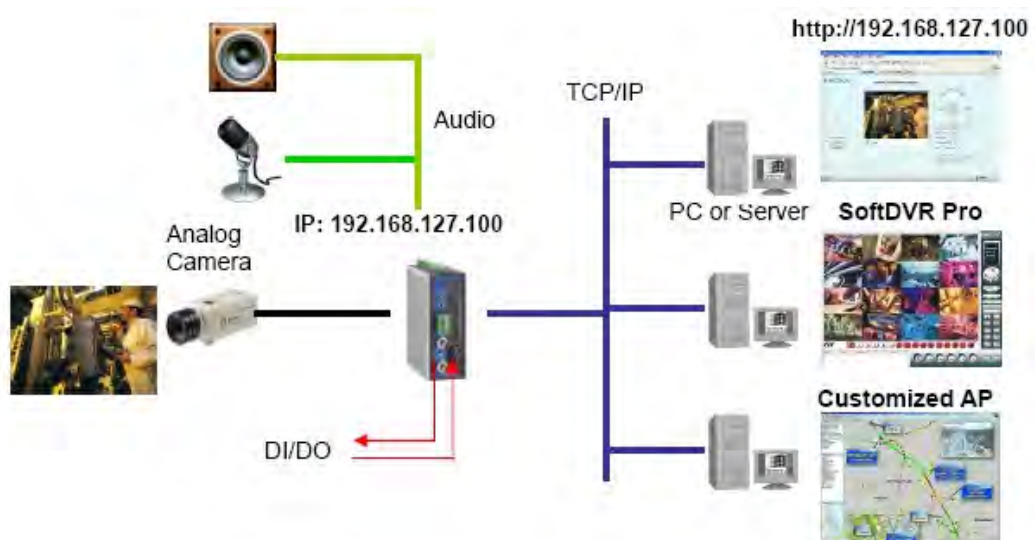 http://192.168.127.100
TCP/IP
Audio
PC or Server
SoftDVR Pro
IP: 192.168.127.100
Analog
Camera
Customized AP
DI/DO